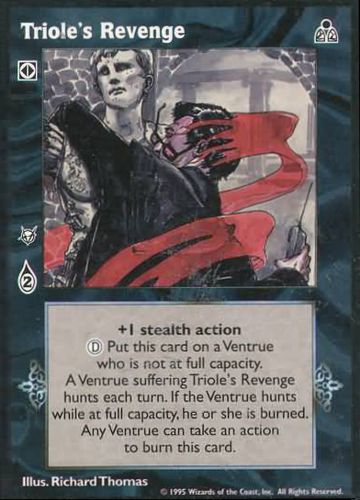 Triole's Revenge
2
+1 stealth action
D Put this card on a Ventrue
who is not at full capacity.
A Ventrue suffering Triole's Revenge
hunts each turn. If the Ventrue hunts
while at full capacity, he or she is burned.
Any Ventrue can take an action
to burn this card.
Illus. Richard Thomas
© 1995 Wizards of the Coast, Inc. All Rights Reserved.